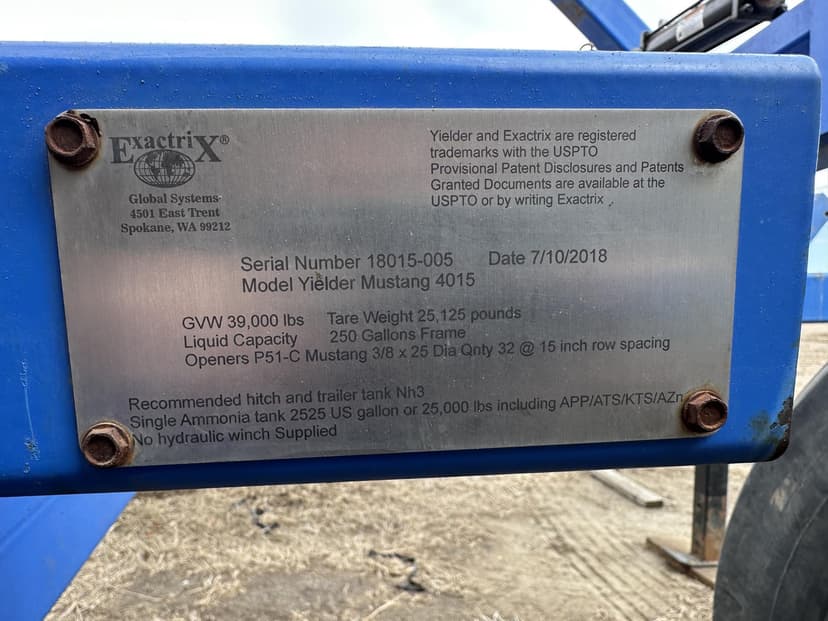 ExactriX®
Global Systems
4501 East Trent
Spokane, WA 99212
Yielder and Exactrix are registered
trademarks with the USPTO
Provisional Patent Disclosures and Patents
Granted Documents are available at the
USPTO or by writing Exactrix .
Serial Number 18015-005 Date 7/10/2018
Model Yielder Mustang 4015
GVW 39,000 lbs Tare Weight 25,125 pounds
Liquid Capacity 250 Gallons Frame
Openers P51-C Mustang 3/8 x 25 Dia Qnty 32 @ 15 inch row spacing
Recommended hitch and trailer tank Nh3
Single Ammonia tank 2525 US gallon or 25,000 lbs including APP/ATS/KTS/AZn
No hydraulic winch Supplied